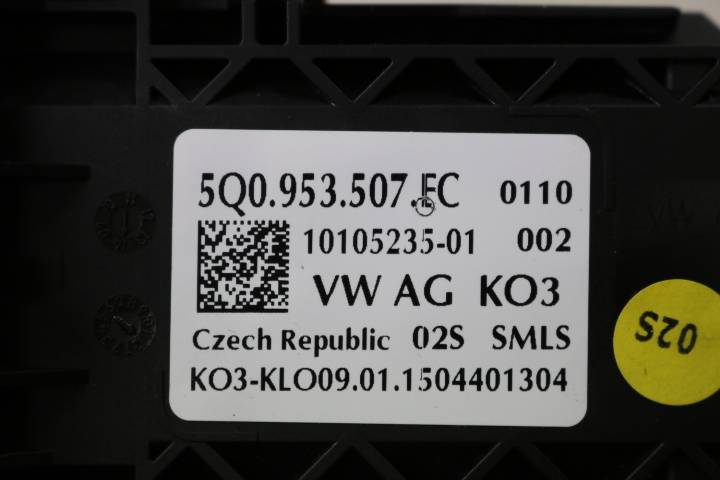 5Q0.953.507.FC 0110
10105235-01 002
VW AG KO3
Czech Republic 02S SMLS
KO3-KLO09.01.1504401304
02S